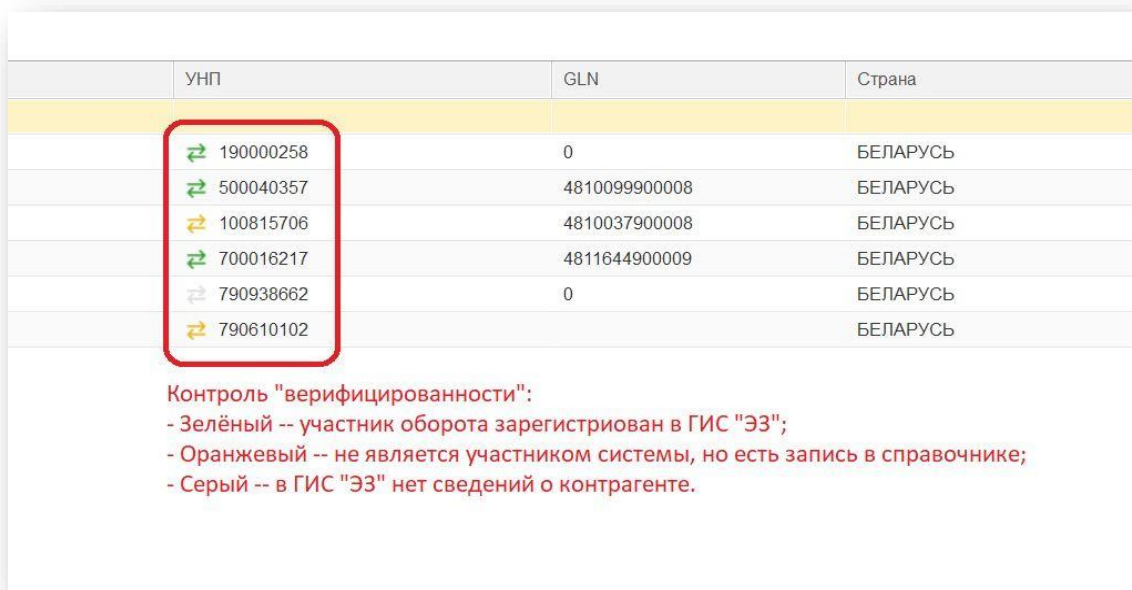 УНП GLN Страна
190000258 0 БЕЛАРУСЬ
500040357 4810099900008 БЕЛАРУСЬ
100815706 4810037900008 БЕЛАРУСЬ
700016217 4811644900009 БЕЛАРУСЬ
790938662 0 БЕЛАРУСЬ
790610102 БЕЛАРУСЬ
Контроль "верифицированности":
- Зелёный -- участник оборота зарегистриован в ГИС "ЭЗ";
- Оранжевый -- не является участником системы, но есть запись в справочнике;
- Серый -- в ГИС "ЭЗ" нет сведений о контрагенте.